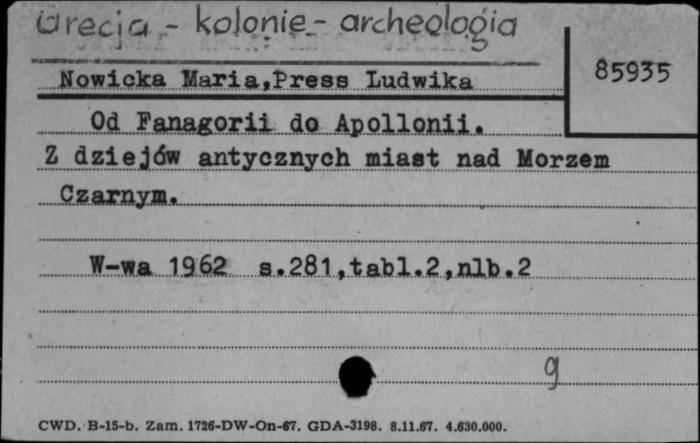 Grecja - kolonie - archeologia
85935
Nowicka Maria,Press Ludwika
Od Fanagorii do Apollonii.
Z dziejów antycznych miast nad Morzem
Czarnym.
W-wa 1962 s.281,tabl.2,nlb.2
g
CWD. B-15-b. Zam. 1726-DW-On-67. GDA-3198. 8.11.67. 4.630.000.